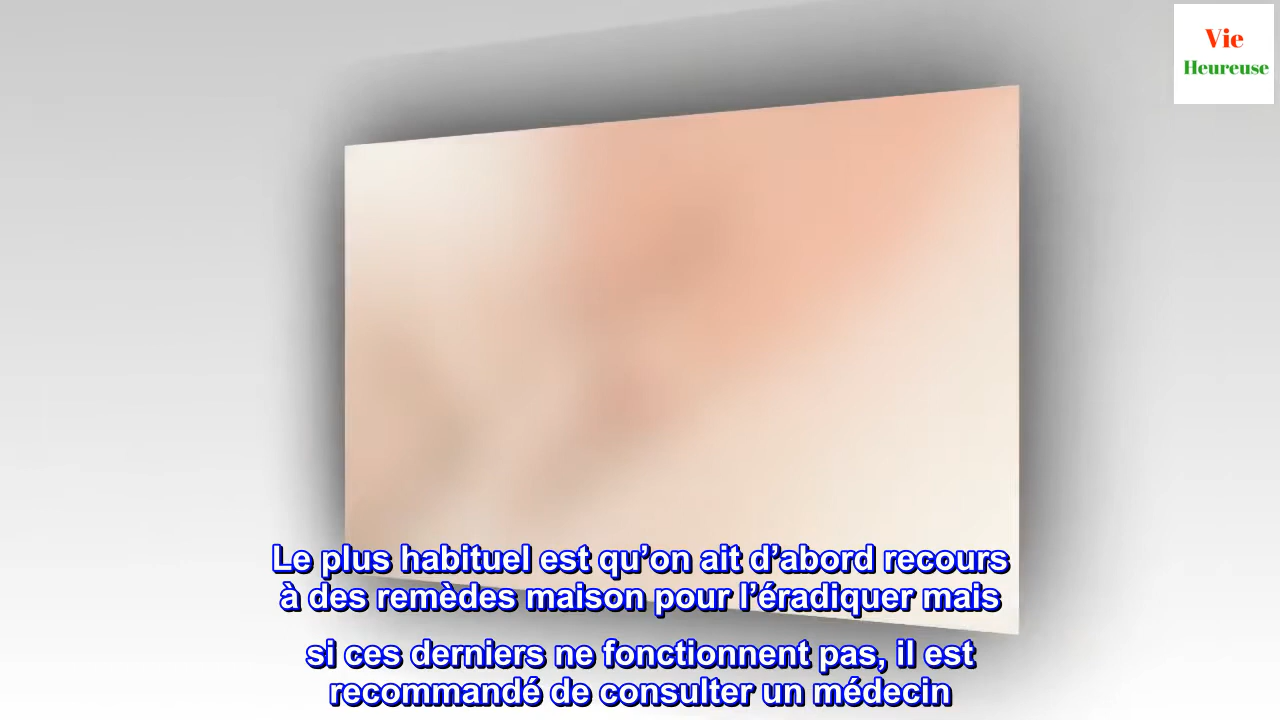 Vie
Heureuse
Le plus habituel est qu’on ait d’abord recours
à des remèdes maison pour l’éradiquer mais
si ces derniers ne fonctionnent pas, il est
recommandé de consulter un médecin